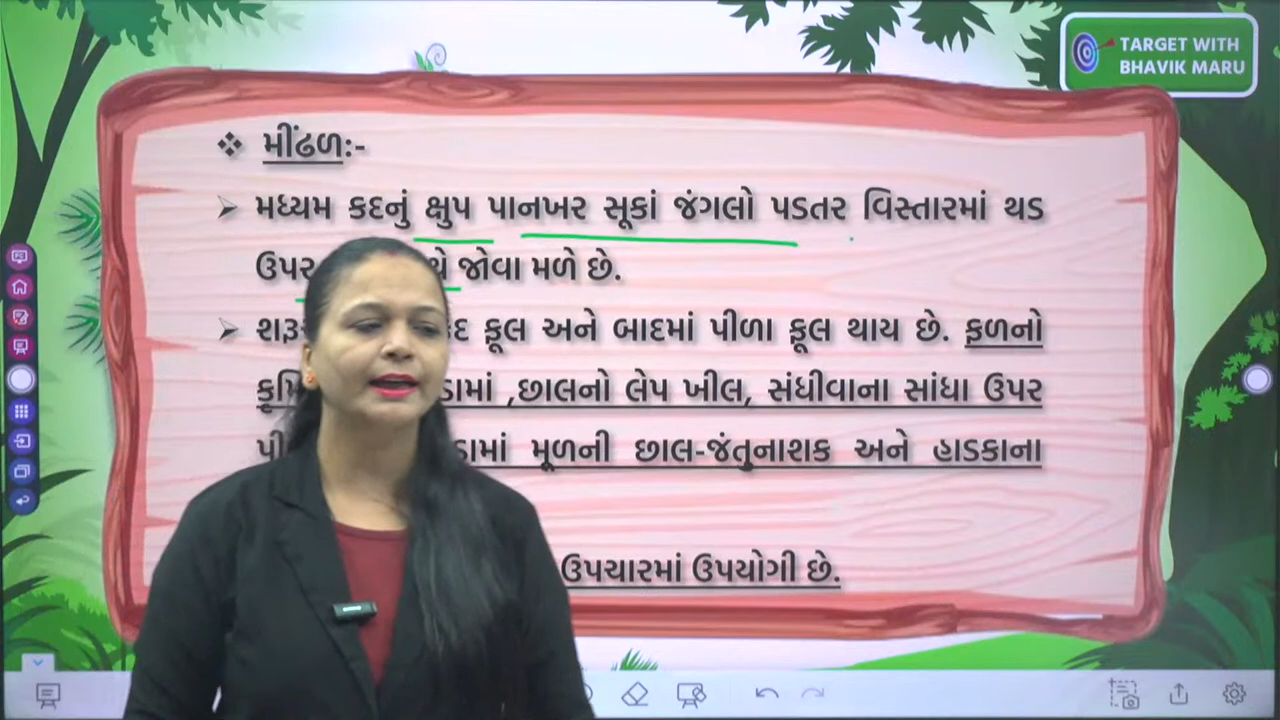 TARGET WITH
BHAVIK MARU
❖ મીંઢળ:-
➢ મધ્યમ કદનું ક્ષુપ પાનખર સૂકાં જંગલો પડતર વિસ્તારમાં થડ
ઉપર જોવા મળે છે.
➢ ફૂલ અને બાદમાં પીળા ફૂલ થાય છે. ફળનો
,છાલનો લેપ ખીલ, સંધીવાના સાંધા ઉપર
મૂળની છાલ-જંતુનાશક અને હાડકાના
ઉપચારમાં ઉપયોગી છે.